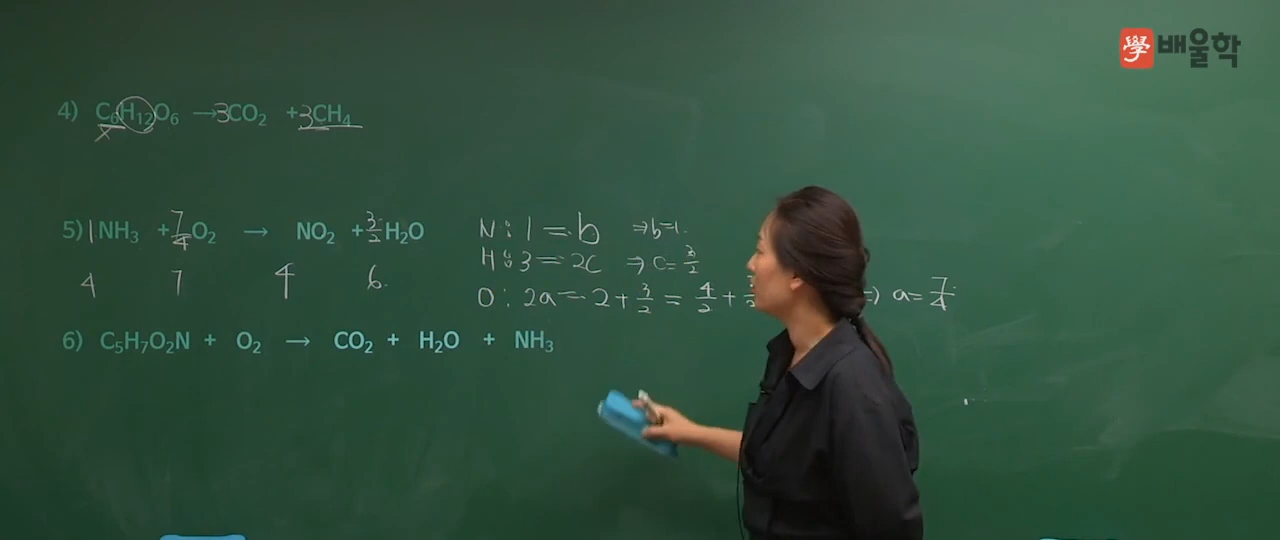 學 배울학
4) C₆H₁₂O₆ → 3CO₂ + 3CH₄
x
5) 1NH₃ + 7/4 O₂ → NO₂ + 3/2 H₂O
4 7 4 6
N: 1 = b ⇒ b=1.
H: 3 = 2c ⇒ c = 3/2
O: 2a = 2 + 3/2 = 4/2 + a = 7/4
6) C₅H₇O₂N + O₂ → CO₂ + H₂O + NH₃